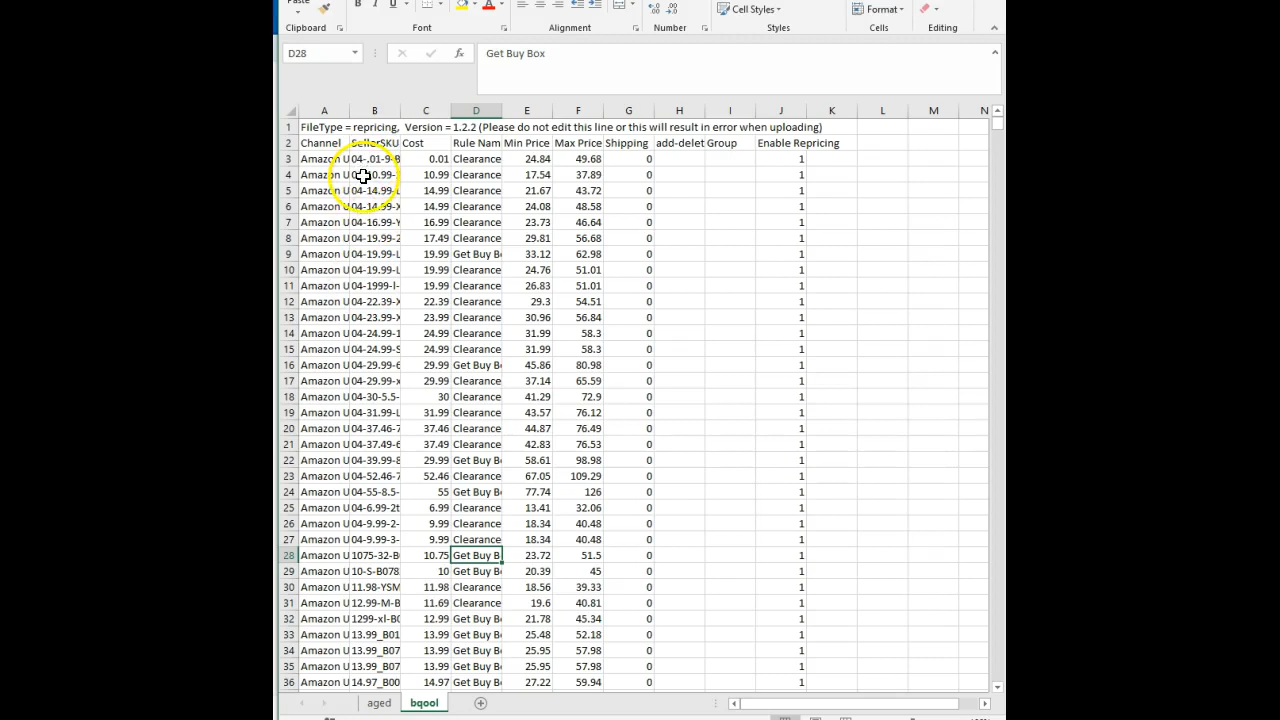 Paste B I U Cell Styles Format
Clipboard Font Alignment Number Styles Cells Editing
D28 fx Get Buy Box
A B C D E F G H I J K L M N
1 FileType = repricing, Version = 1.2.2 (Please do not edit this line or this will result in error when uploading)
2 Channel SellerSKU Cost Rule Nam Min Price Max Price Shipping add-delet Group Enable Repricing
3 Amazon U 04-.01-9-B 0.01 Clearance 24.84 49.68 0 1
4 Amazon U 10.99 Clearance 17.54 37.89 0 1
5 Amazon U 04-14.99-L 14.99 Clearance 21.67 43.72 0 1
6 Amazon U 04-14.99-X 14.99 Clearance 24.08 48.58 0 1
7 Amazon U 04-16.99-Y 16.99 Clearance 23.73 46.64 0 1
8 Amazon U 04-19.99-2 17.49 Clearance 29.81 56.68 0 1
9 Amazon U 04-19.99-L 19.99 Get Buy Bo 33.12 62.98 0 1
10 Amazon U 04-19.99-L 19.99 Clearance 24.76 51.01 0 1
11 Amazon U 04-1999-l- 19.99 Clearance 26.83 51.01 0 1
12 Amazon U 04-22.39-X 22.39 Clearance 29.3 54.51 0 1
13 Amazon U 04-23.99-X 23.99 Clearance 30.96 56.84 0 1
14 Amazon U 04-24.99-1 24.99 Clearance 31.99 58.3 0 1
15 Amazon U 04-24.99-S 24.99 Clearance 31.99 58.3 0 1
16 Amazon U 04-29.99-6 29.99 Get Buy Bo 45.86 80.98 0 1
17 Amazon U 04-29.99-x 29.99 Clearance 37.14 65.59 0 1
18 Amazon U 04-30-5.5- 30 Clearance 41.29 72.9 0 1
19 Amazon U 04-31.99-L 31.99 Clearance 43.57 76.12 0 1
20 Amazon U 04-37.46-7 37.46 Clearance 44.87 76.49 0 1
21 Amazon U 04-37.49-6 37.49 Clearance 42.83 76.53 0 1
22 Amazon U 04-39.99-8 29.99 Get Buy Bo 58.61 98.98 0 1
23 Amazon U 04-52.46-7 52.46 Clearance 67.05 109.29 0 1
24 Amazon U 04-55-8.5- 55 Get Buy Bo 77.74 126 0 1
25 Amazon U 04-6.99-2t 6.99 Clearance 13.41 32.06 0 1
26 Amazon U 04-9.99-2- 9.99 Clearance 18.34 40.48 0 1
27 Amazon U 04-9.99-3- 9.99 Clearance 18.34 40.48 0 1
28 Amazon U 1075-32-B0 10.75 Get Buy B 23.72 51.5 0 1
29 Amazon U 10-S-B078 10 Get Buy Bo 20.39 45 0 1
30 Amazon U 11.98-YSM 11.98 Clearance 18.56 39.33 0 1
31 Amazon U 12.99-M-B 11.69 Clearance 19.6 40.81 0 1
32 Amazon U 1299-xl-B0 12.99 Get Buy Bo 21.78 45.34 0 1
33 Amazon U 13.99_B01 13.99 Get Buy Bo 25.48 52.18 0 1
34 Amazon U 13.99_B07 13.99 Get Buy Bo 25.95 57.98 0 1
35 Amazon U 13.99_B07 13.99 Get Buy Bo 25.95 57.98 0 1
36 Amazon U 14.97_B00 14.97 Get Buy Bo 27.22 59.94 0 1
aged bqool